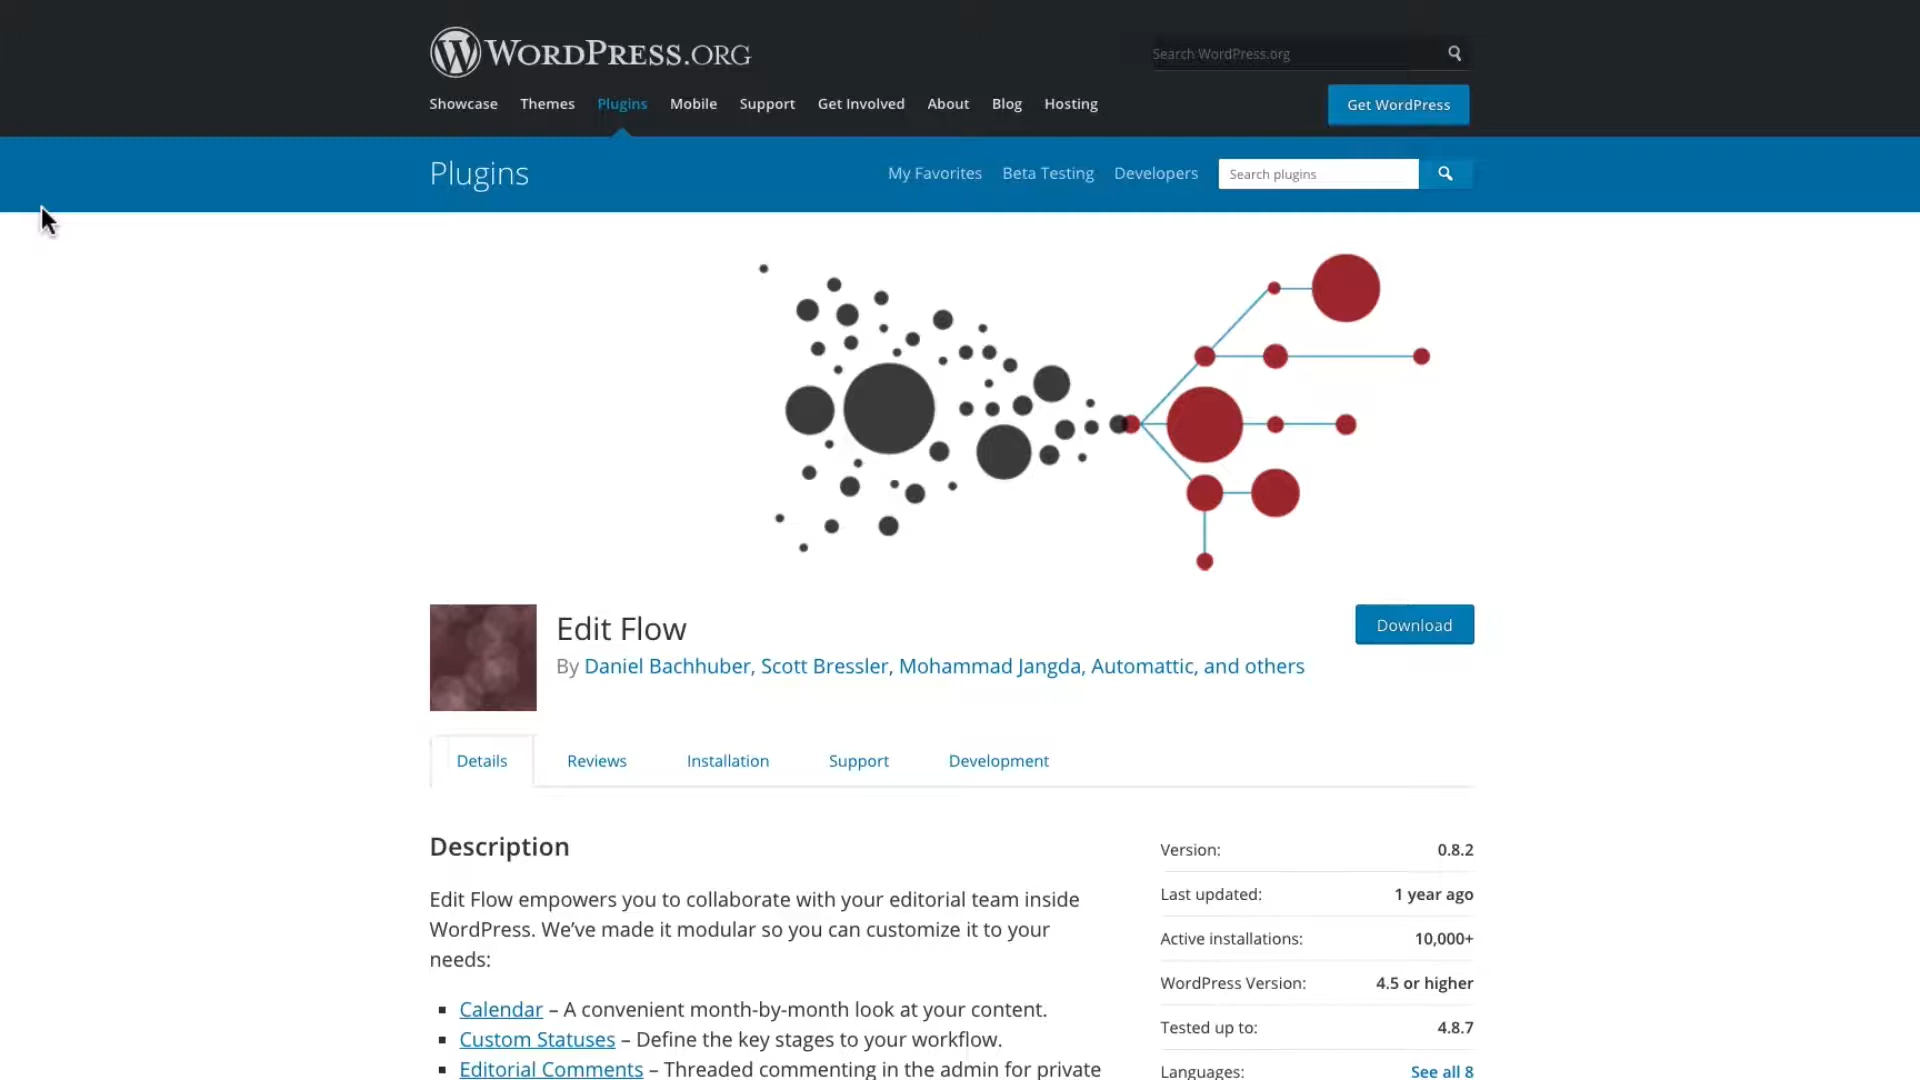 WORDPRESS.ORG
Search WordPress.org
Showcase Themes Plugins Mobile Support Get Involved About Blog Hosting
Get WordPress
Plugins
My Favorites Beta Testing Developers
Search plugins
Edit Flow
Download
By Daniel Bachhuber, Scott Bressler, Mohammad Jangda, Automattic, and others
Details Reviews Installation Support Development
Description
Edit Flow empowers you to collaborate with your editorial team inside
WordPress. We’ve made it modular so you can customize it to your
needs:
▪ Calendar – A convenient month-by-month look at your content.
▪ Custom Statuses – Define the key stages to your workflow.
▪ Editorial Comments – Threaded commenting in the admin for private
Version: 0.8.2
Last updated: 1 year ago
Active installations: 10,000+
WordPress Version: 4.5 or higher
Tested up to: 4.8.7
Languages: See all 8